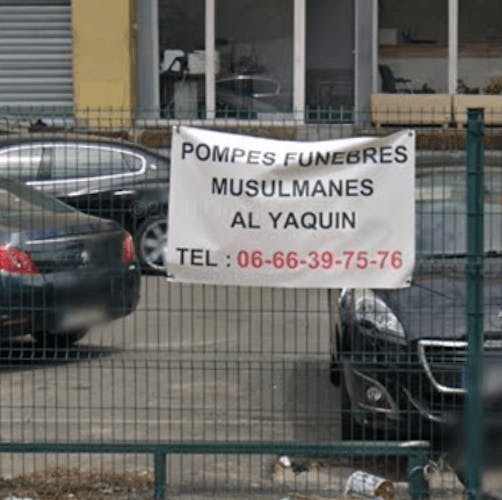 POMPES FUNEBRES
MUSULMANES
AL YAQUIN
TEL : 06-66-39-75-76